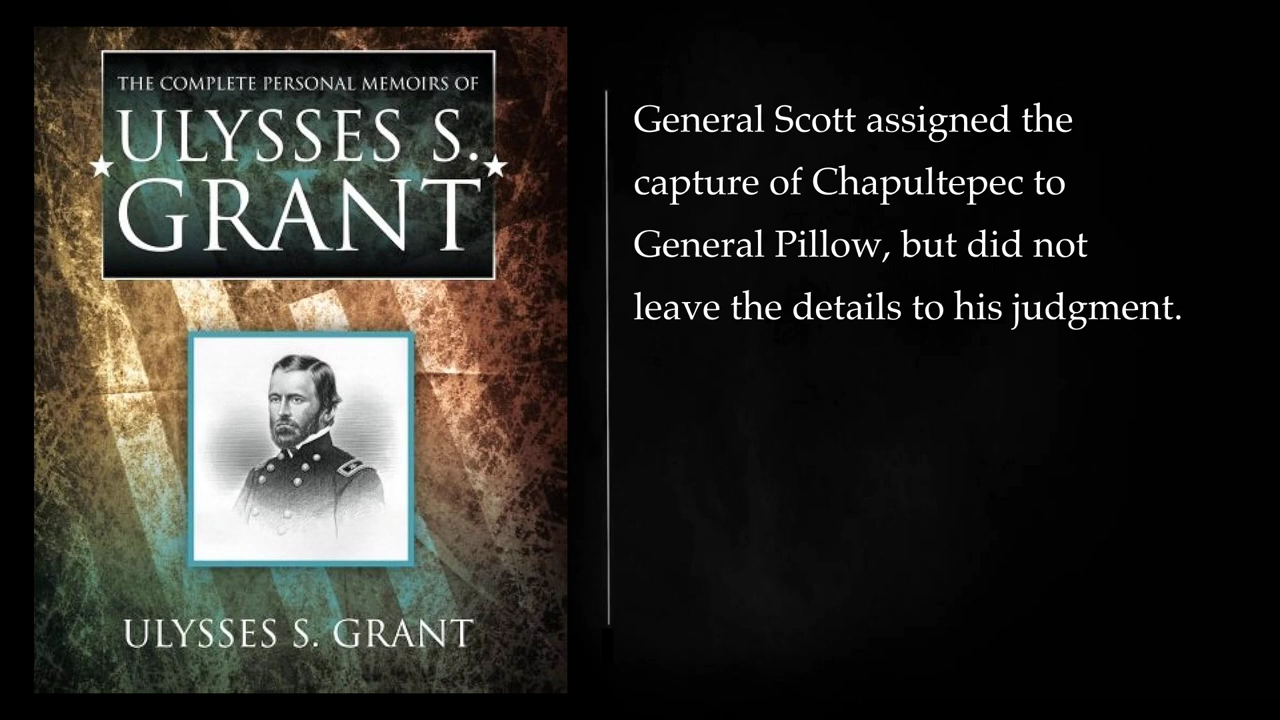 THE COMPLETE PERSONAL MEMOIRS OF
ULYSSES S.
GRANT
ULYSSES S. GRANT
General Scott assigned the
capture of Chapultepec to
General Pillow, but did not
leave the details to his judgment.